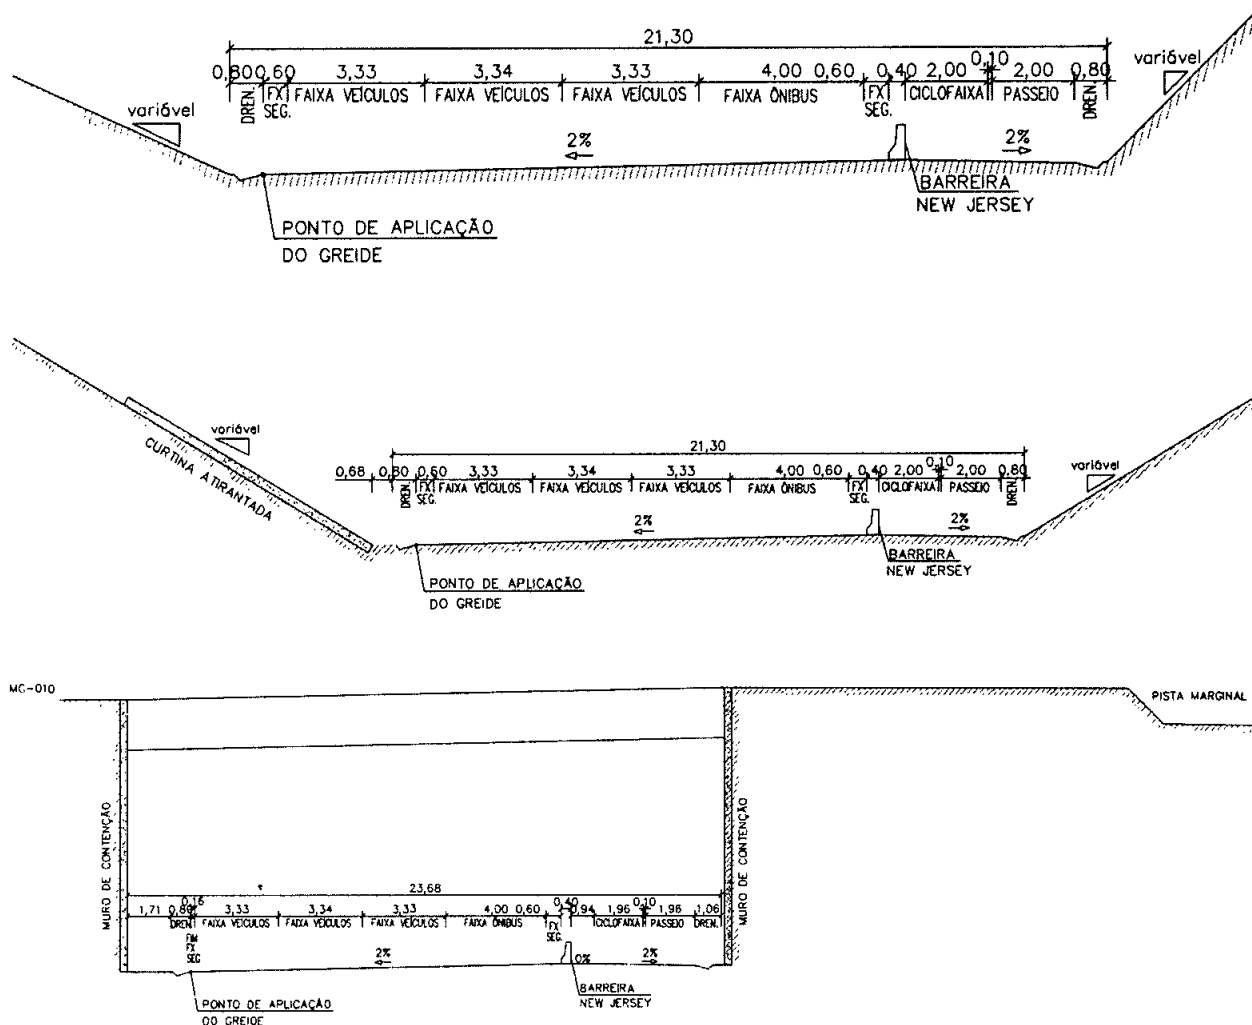 21,30
0,80 0,60 3,33 3,34 3,33 4,00 0,60 0,40 2,00 0,10 2,00 0,80
variável
variável
DREN. FX SEG. FAIXA VEÍCULOS FAIXA VEÍCULOS FAIXA VEÍCULOS FAIXA ÔNIBUS FX SEG. CICLOFAIXA PASSEIO DREN.
2%
2%
BARREIRA
NEW JERSEY
PONTO DE APLICAÇÃO
DO GREIDE
variável
CURTINA ATIRANTADA
21,30
0,68 0,80 0,60 3,33 3,34 3,33 4,00 0,60 0,40 2,00 0,10 2,00 0,80
variável
DREN. FX SEG. FAIXA VEÍCULOS FAIXA VEÍCULOS FAIXA VEÍCULOS FAIXA ÔNIBUS FX SEG. CICLOFAIXA PASSEIO DREN.
2%
2%
BARREIRA
NEW JERSEY
PONTO DE APLICAÇÃO
DO GREIDE
MG-010
PISTA MARGINAL
MURO DE CONTENÇÃO
MURO DE CONTENÇÃO
23,68
1,71 0,80 0,16 3,33 3,34 3,33 4,00 0,60 0,40 0,94 1,96 0,10 1,96 1,06
DREN. FIM FX SEG FAIXA VEÍCULOS FAIXA VEÍCULOS FAIXA VEÍCULOS FAIXA ÔNIBUS FX SEG. CICLOFAIXA PASSEIO DREN.
2%
0%
2%
BARREIRA
NEW JERSEY
PONTO DE APLICAÇÃO
DO GREIDE